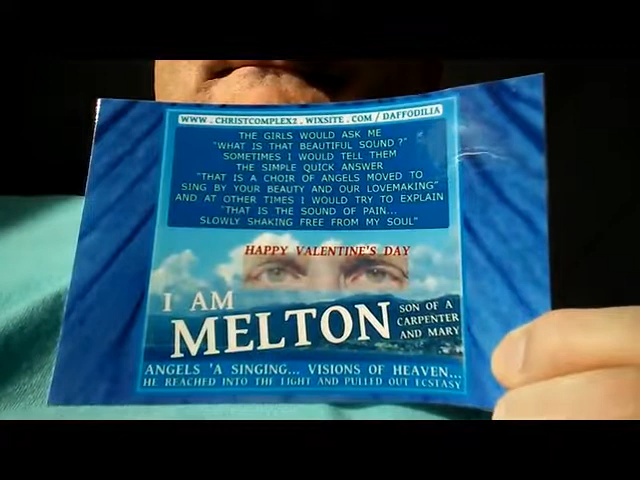 WWW.CHRISTCOMPLEX2.WIXSITE.COM/DAFFODILIA
THE GIRLS WOULD ASK ME
"WHAT IS THAT BEAUTIFUL SOUND?"
SOMETIMES I WOULD TELL THEM
THE SIMPLE QUICK ANSWER
"THAT IS A CHOIR OF ANGELS MOVED TO
SING BY YOUR BEAUTY AND OUR LOVEMAKING"
AND AT OTHER TIMES I WOULD TRY TO EXPLAIN
"THAT IS THE SOUND OF PAIN...
SLOWLY SHAKING FREE FROM MY SOUL"
HAPPY VALENTINE'S DAY
I AM
MELTON
SON OF A
CARPENTER
AND MARY
ANGELS 'A SINGING... VISIONS OF HEAVEN...
HE REACHED INTO THE LIGHT AND PULLED OUT ECSTASY